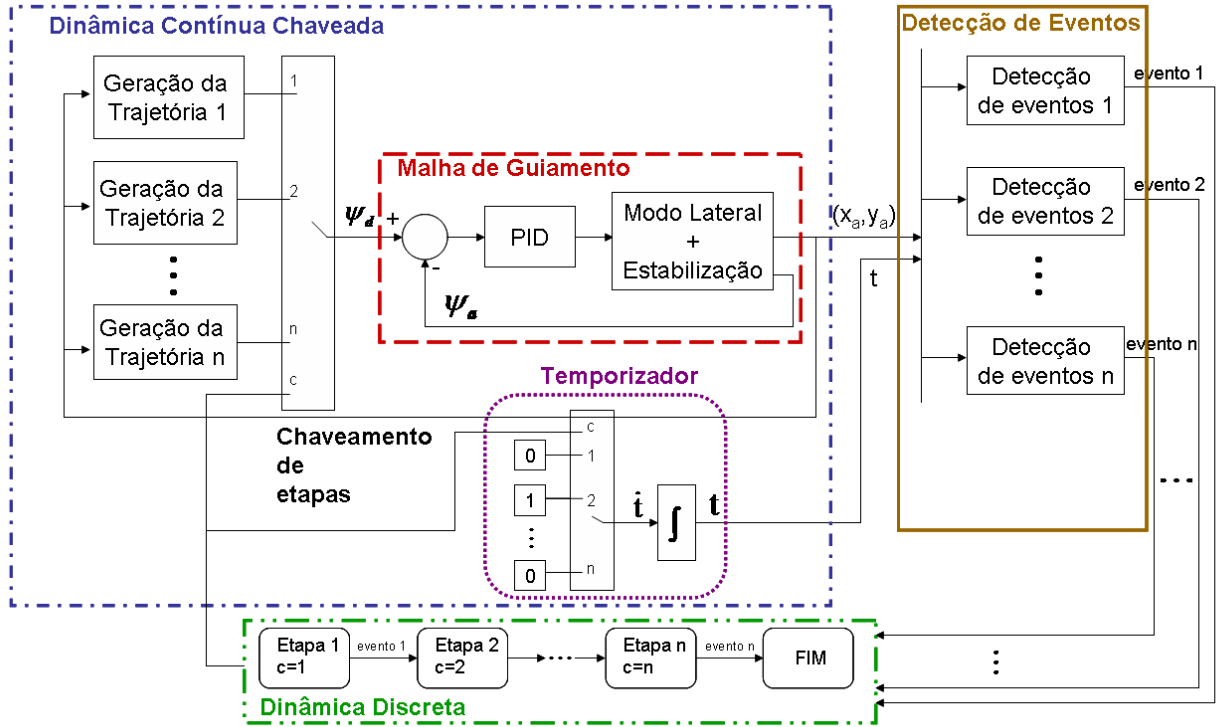 Dinâmica Contínua Chaveada
Geração da
Trajetória 1
1
Geração da
Trajetória 2
2
Geração da
Trajetória n
n
c
Malha de Guiamento
ψd
+
-
PID
Modo Lateral
+
Estabilização
ψa
(xa,ya)
t
Detecção de Eventos
Detecção
de eventos 1
evento 1
Detecção
de eventos 2
evento 2
Detecção
de eventos n
evento n
Chaveamento
de
etapas
Temporizador
c
0
1
1
2
0
n
ṫ
∫
t
Etapa 1
c=1
evento 1
Etapa 2
c=2
Etapa n
c=n
evento n
FIM
Dinâmica Discreta